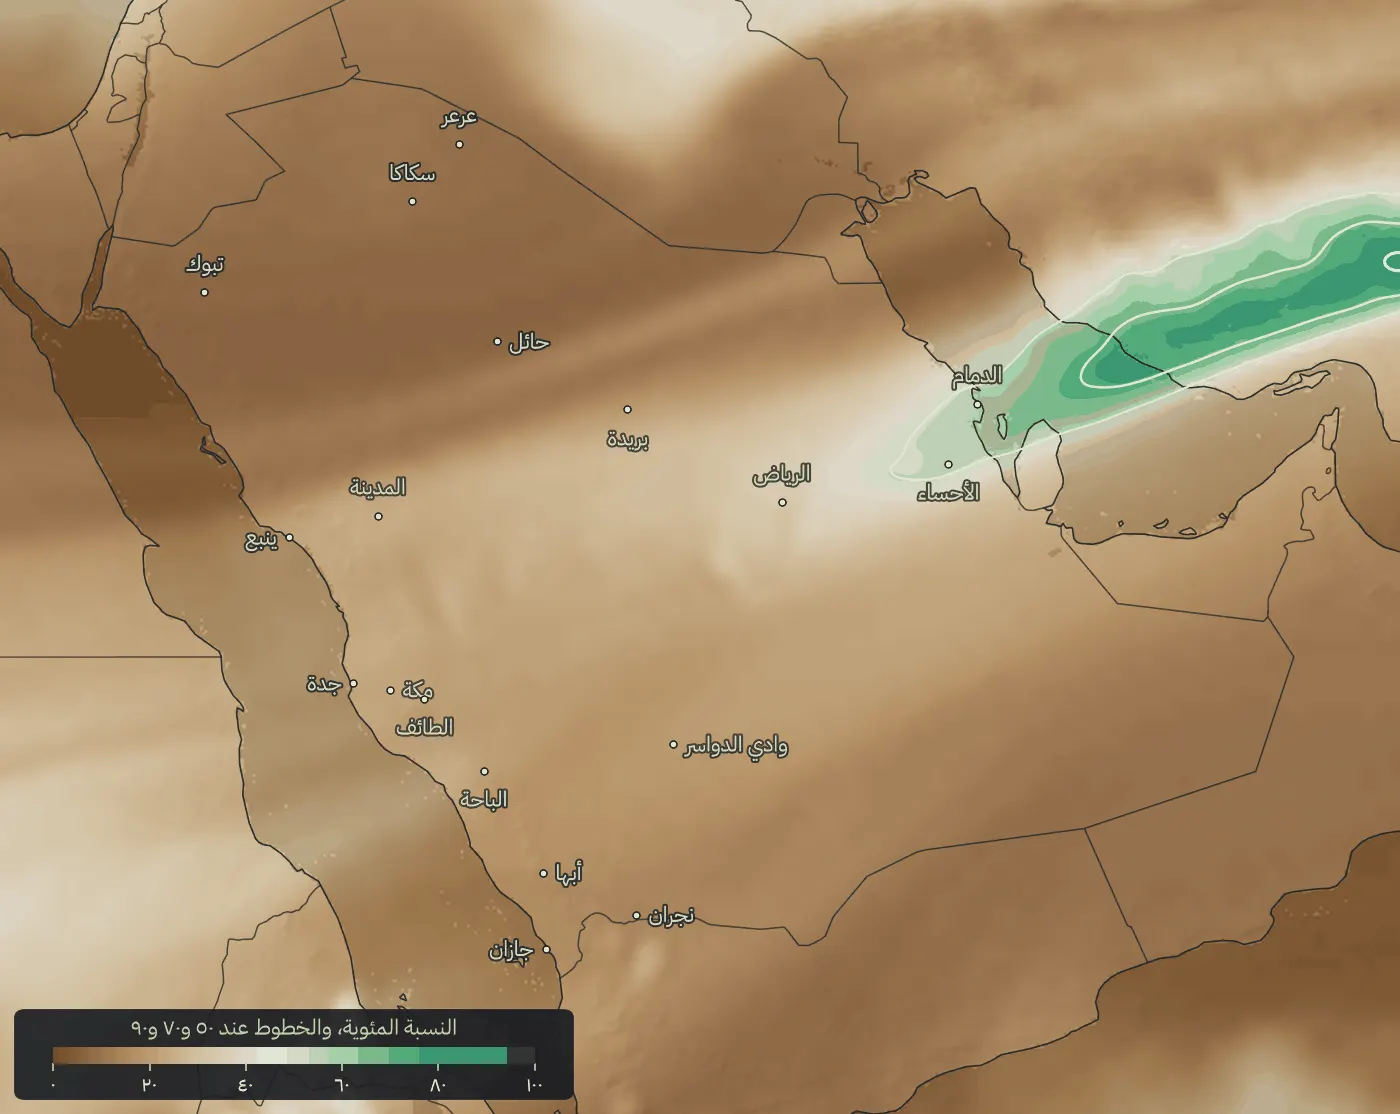 عرعر
سكاكا
تبوك
حائل
الدمام
بريدة
الرياض
الأحساء
المدينة
ينبع
جدة
مكة
الطائف
وادي الدواسر
الباحة
أبها
نجران
جازان
النسبة المئوية، والخطوط عند ٥٠ و٧٠ و٩٠
٠ ٢٠ ٤٠ ٦٠ ٨٠ ١٠٠